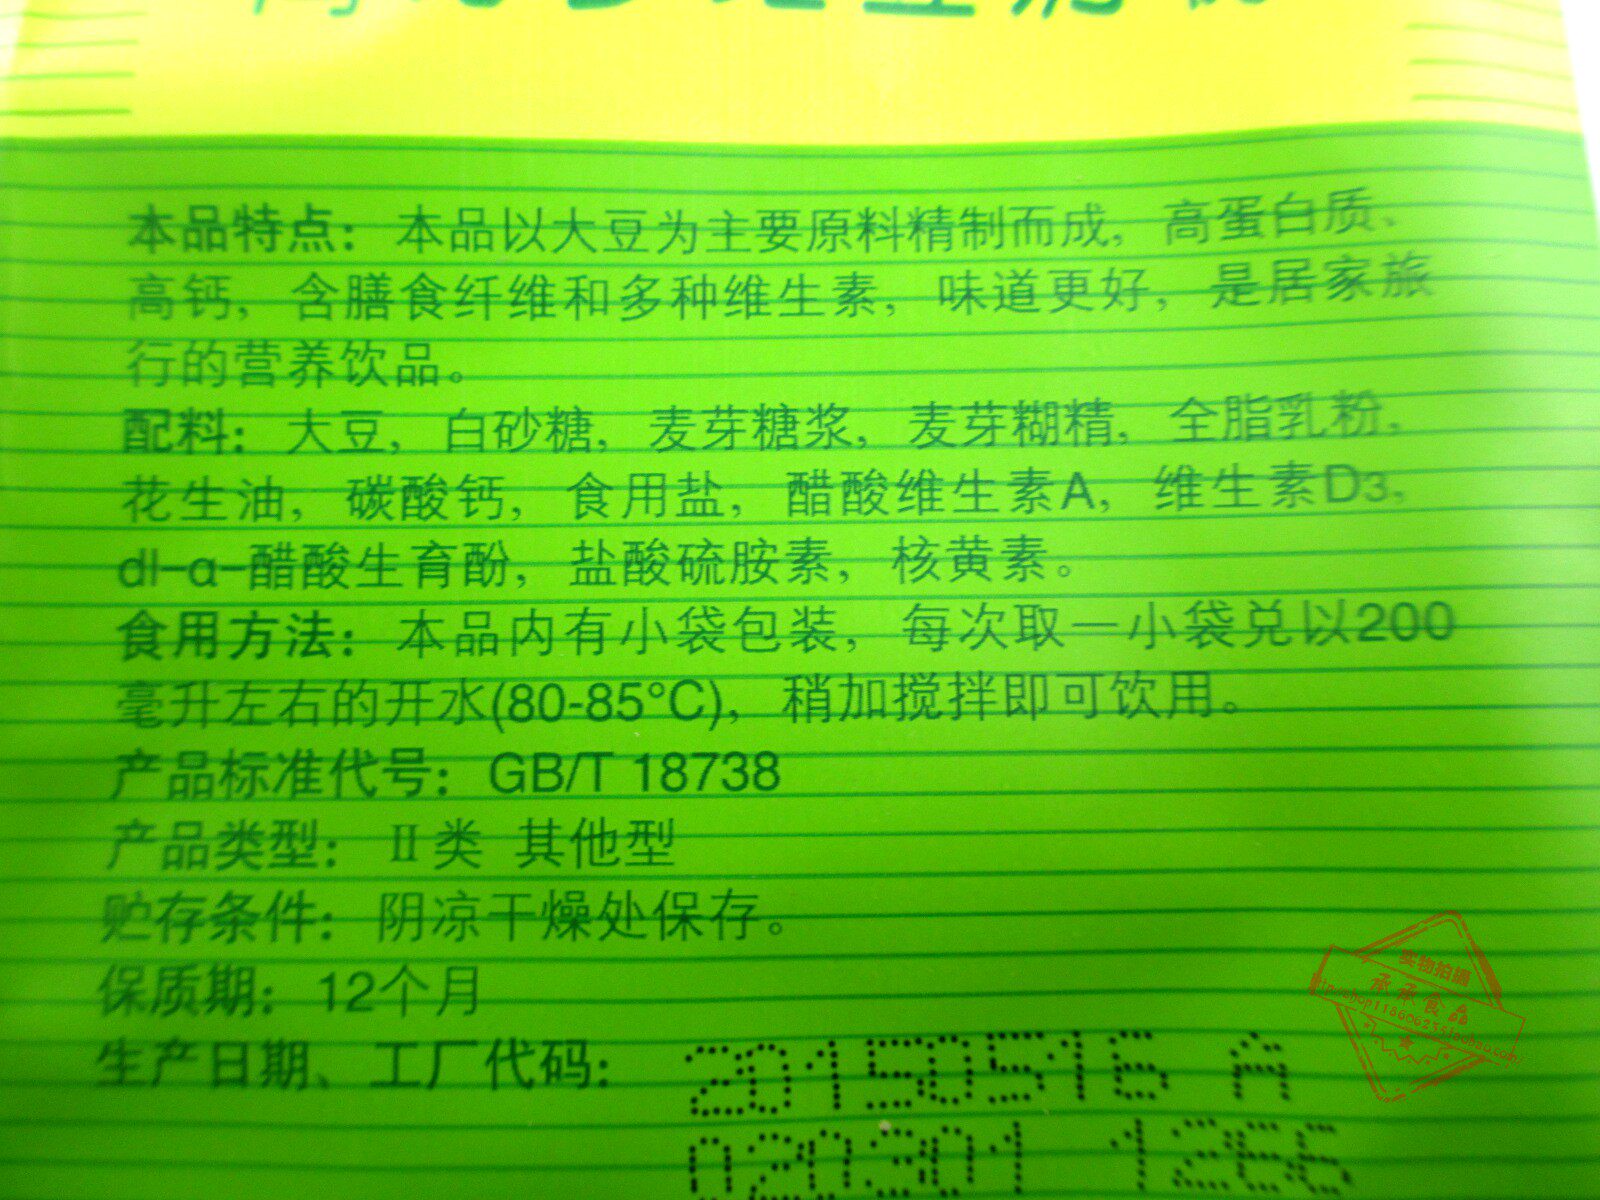 本品特点：本品以大豆为主要原料精制而成，高蛋白质、
高钙，含膳食纤维和多种维生素，味道更好，是居家旅
行的营养饮品。
配料：大豆，白砂糖，麦芽糖浆，麦芽糊精，全脂乳粉，
花生油，碳酸钙，食用盐，醋酸维生素A，维生素D3，
dl-α-醋酸生育酚，盐酸硫胺素，核黄素。
食用方法：本品内有小袋包装，每次取一小袋兑以200
毫升左右的开水(80-85°C)，稍加搅拌即可饮用。
产品标准代号：GB/T 18738
产品类型：Ⅱ类 其他型
贮存条件：阴凉干燥处保存。
保质期：12个月
生产日期、工厂代码：20150516 A
020301 1266
实物拍摄
承承食品